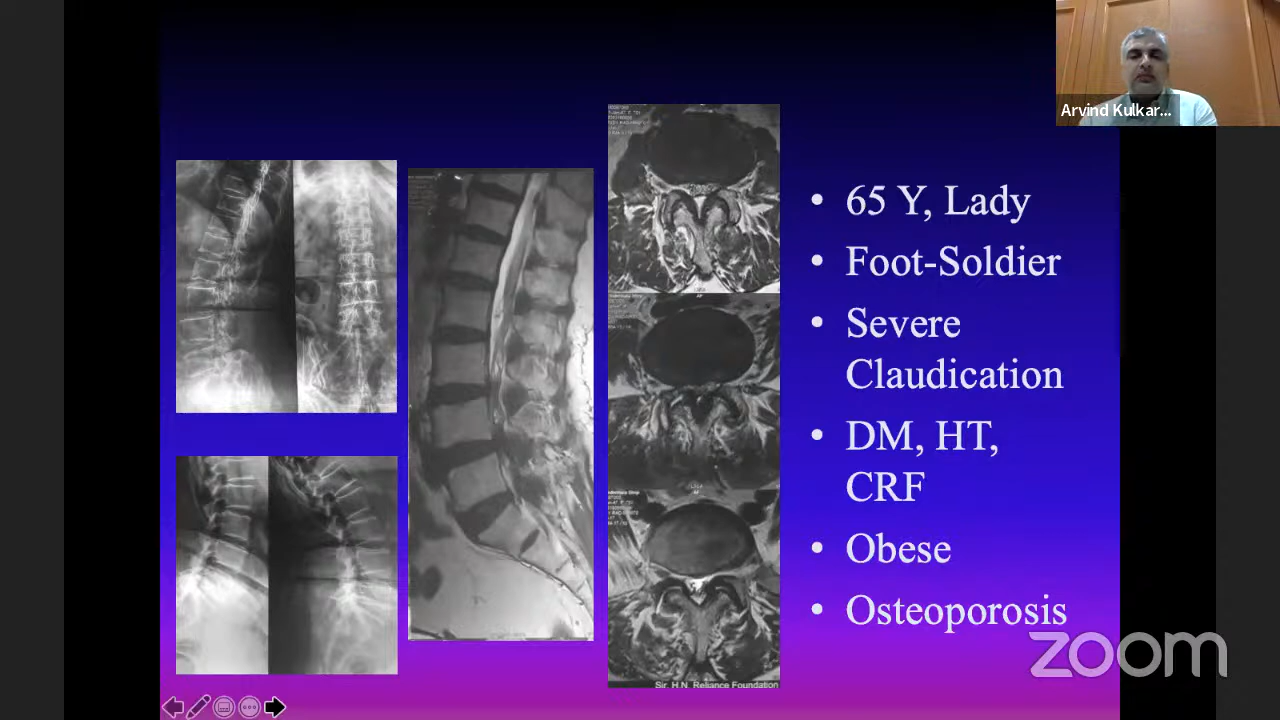 Arvind Kulkar...
• 65 Y, Lady
• Foot-Soldier
• Severe
Claudication
• DM, HT,
CRF
• Obese
• Osteoporosis
zoom
Sir. H.N. Reliance Foundation